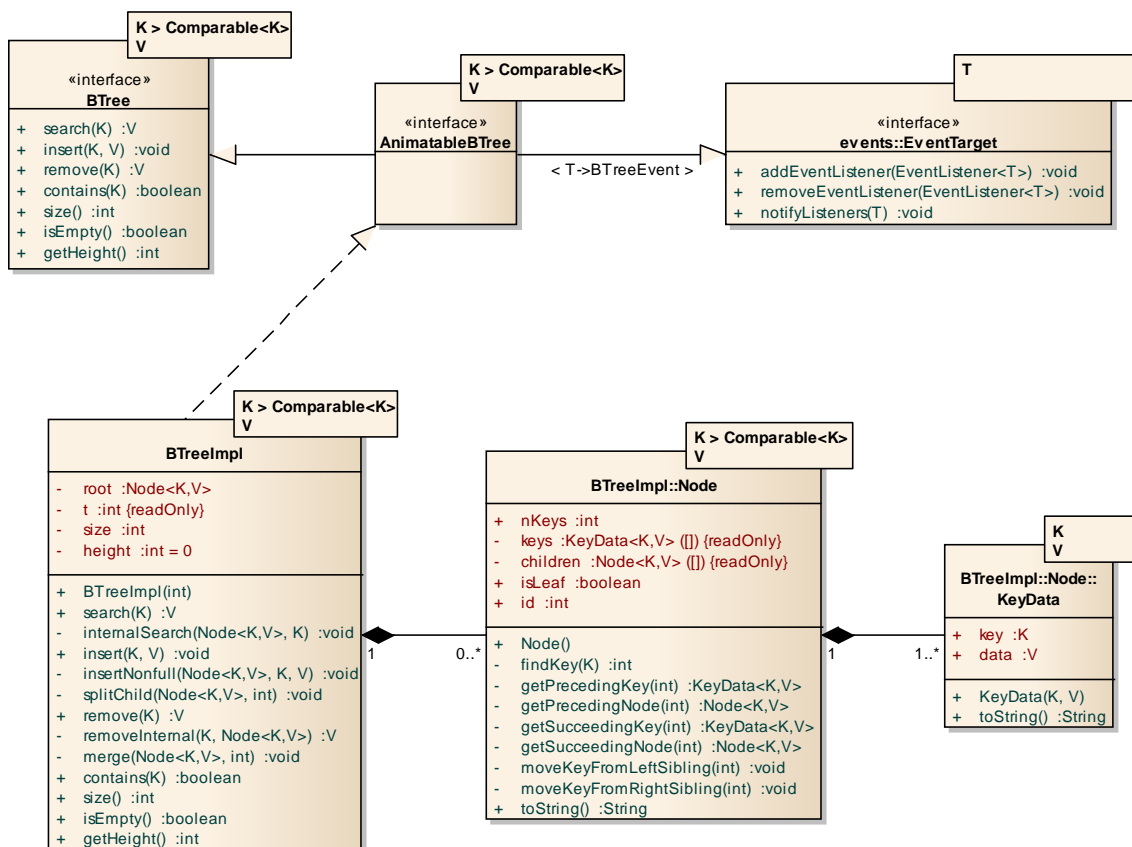 K > Comparable<K>
V
«interface»
BTree
+ search(K) :V
+ insert(K, V) :void
+ remove(K) :V
+ contains(K) :boolean
+ size() :int
+ isEmpty() :boolean
+ getHeight() :int
K > Comparable<K>
V
«interface»
AnimatableBTree
< T->BTreeEvent >
T
«interface»
events::EventTarget
+ addEventListener(EventListener<T>) :void
+ removeEventListener(EventListener<T>) :void
+ notifyListeners(T) :void
K > Comparable<K>
V
BTreeImpl
- root :Node<K,V>
- t :int {readOnly}
- size :int
- height :int = 0
+ BTreeImpl(int)
+ search(K) :V
- internalSearch(Node<K,V>, K) :void
+ insert(K, V) :void
- insertNonfull(Node<K,V>, K, V) :void
- splitChild(Node<K,V>, int) :void
+ remove(K) :V
- removeInternal(K, Node<K,V>) :V
- merge(Node<K,V>, int) :void
+ contains(K) :boolean
+ size() :int
+ isEmpty() :boolean
+ getHeight() :int
1
0..*
K > Comparable<K>
V
BTreeImpl::Node
+ nKeys :int
- keys :KeyData<K,V> ([]) {readOnly}
- children :Node<K,V> ([]) {readOnly}
+ isLeaf :boolean
+ id :int
+ Node()
- findKey(K) :int
- getPrecedingKey(int) :KeyData<K,V>
- getPrecedingNode(int) :Node<K,V>
- getSucceedingKey(int) :KeyData<K,V>
- getSucceedingNode(int) :Node<K,V>
- moveKeyFromLeftSibling(int) :void
- moveKeyFromRightSibling(int) :void
+ toString() :String
1
1..*
K
V
BTreeImpl::Node::
KeyData
+ key :K
+ data :V
+ KeyData(K, V)
+ toString() :String